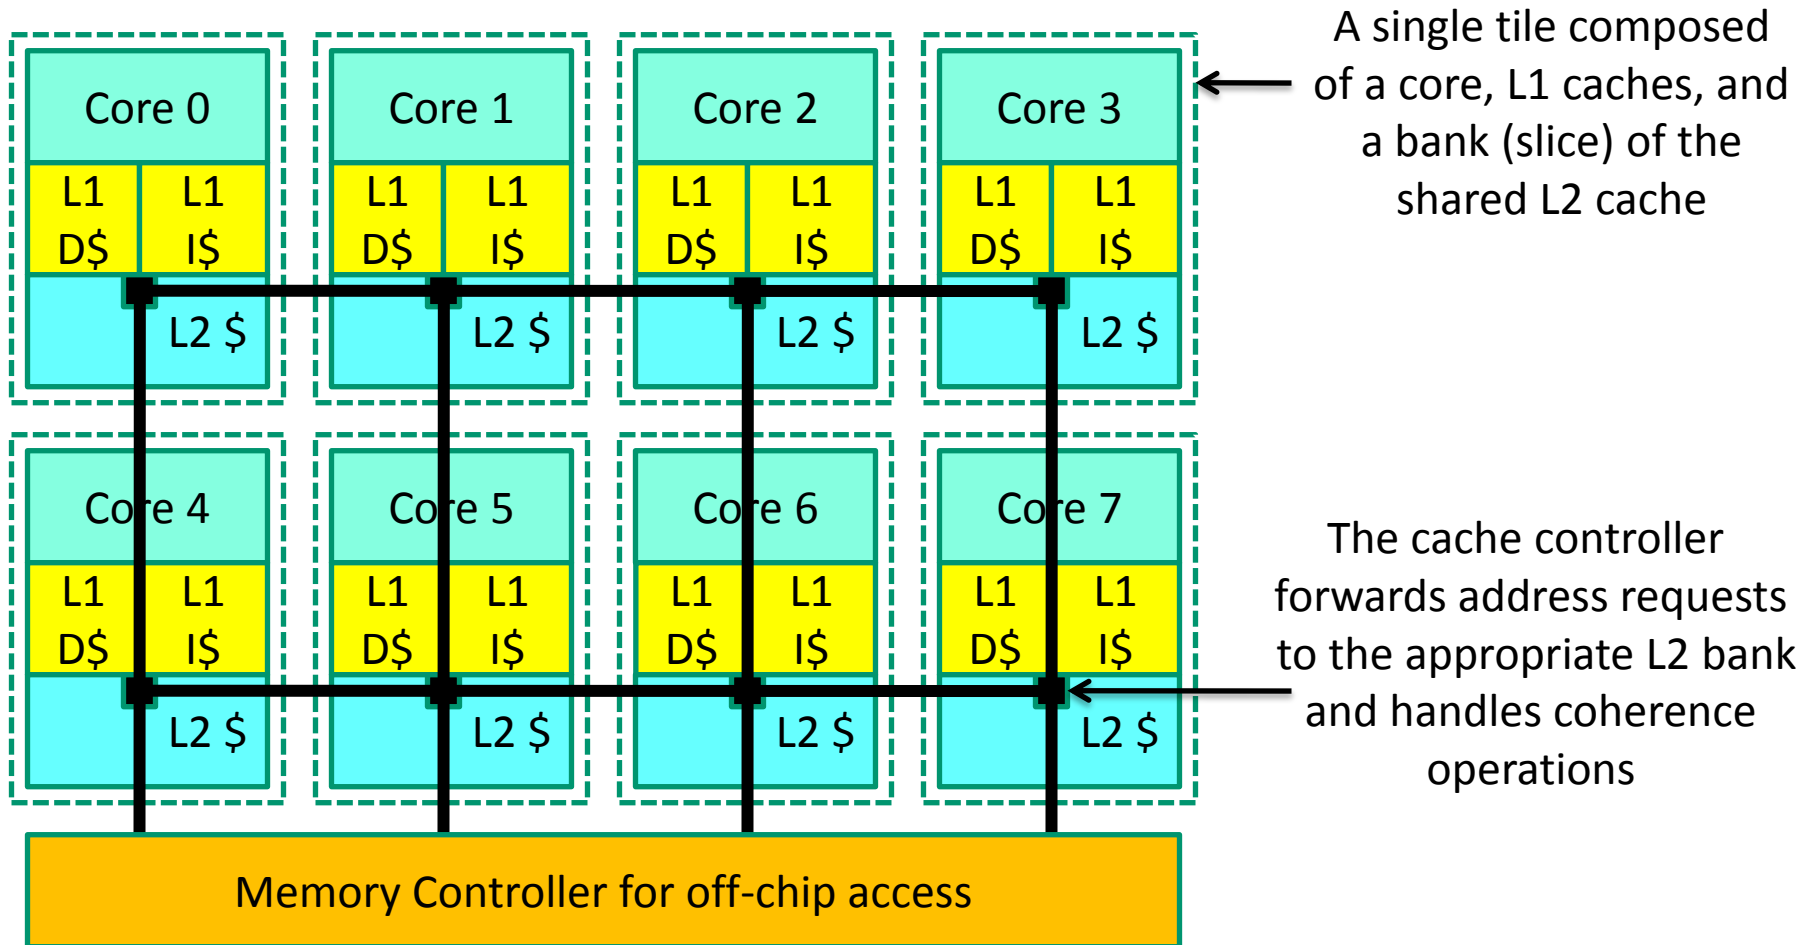 A single tile composed
of a core, L1 caches, and
a bank (slice) of the
shared L2 cache
Core 0
Core 1
Core 2
Core 3
L1
D$
L1
I$
L1
D$
L1
I$
L1
D$
L1
I$
L1
D$
L1
I$
L2 $
L2 $
L2 $
L2 $
Core 4
Core 5
Core 6
Core 7
L1
D$
L1
I$
L1
D$
L1
I$
L1
D$
L1
I$
L1
D$
L1
I$
L2 $
L2 $
L2 $
L2 $
The cache controller
forwards address requests
to the appropriate L2 bank
and handles coherence
operations
Memory Controller for off-chip access